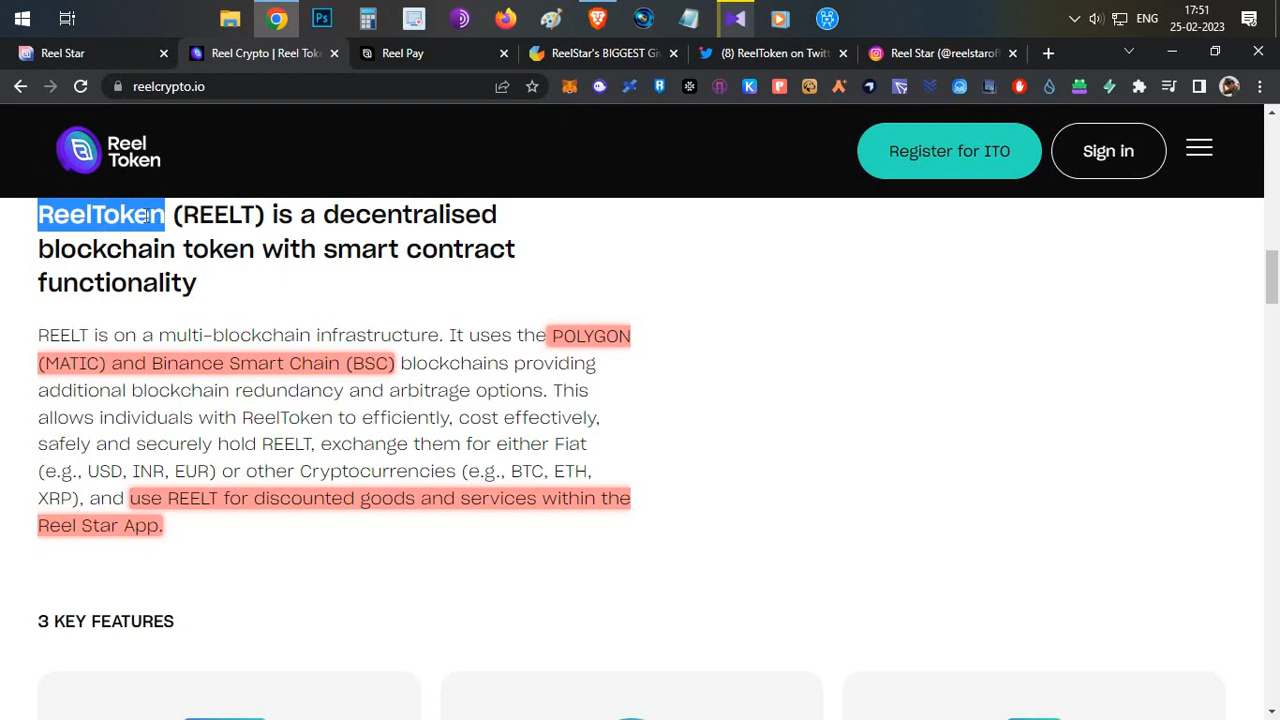 ENG
17:51
25-02-2023
Reel Star
Reel Crypto | Reel Tok
Reel Pay
ReelStar's BIGGEST Gi
(8) ReelToken on Twitt
Reel Star (@reelstarof
reelcrypto.io
Reel
Token
Register for ITO
Sign in
ReelToken (REELT) is a decentralised
blockchain token with smart contract
functionality
REELT is on a multi-blockchain infrastructure. It uses the POLYGON
(MATIC) and Binance Smart Chain (BSC) blockchains providing
additional blockchain redundancy and arbitrage options. This
allows individuals with ReelToken to efficiently, cost effectively,
safely and securely hold REELT, exchange them for either Fiat
(e.g., USD, INR, EUR) or other Cryptocurrencies (e.g., BTC, ETH,
XRP), and use REELT for discounted goods and services within the
Reel Star App.
3 KEY FEATURES